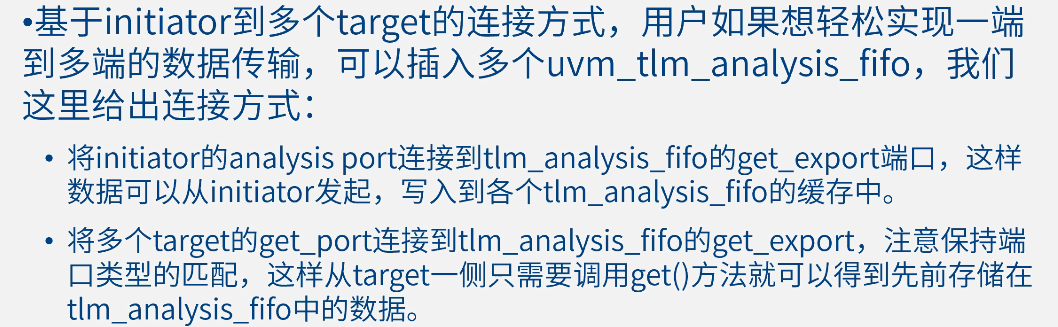 •基于initiator到多个target的连接方式，用户如果想轻松实现一端
到多端的数据传输，可以插入多个uvm_tlm_analysis_fifo，我们
这里给出连接方式：
• 将initiator的analysis port连接到tlm_analysis_fifo的get_export端口，这样
数据可以从initiator发起，写入到各个tlm_analysis_fifo的缓存中。
• 将多个target的get_port连接到tlm_analysis_fifo的get_export，注意保持端
口类型的匹配，这样从target一侧只需要调用get()方法就可以得到先前存储在
tlm_analysis_fifo中的数据。